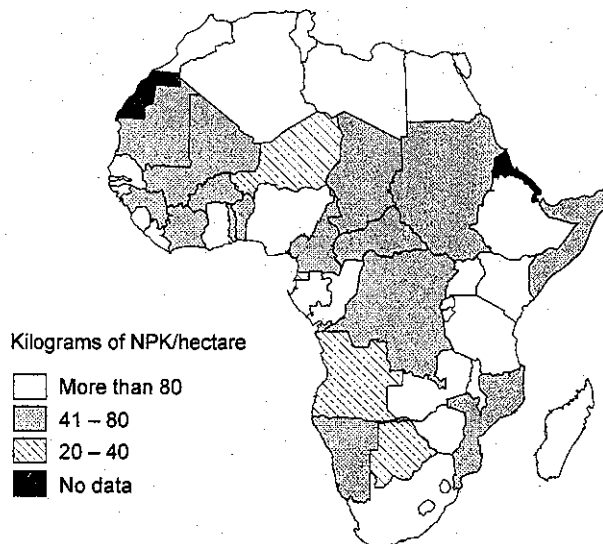 Kilograms of NPK/hectare
More than 80
41 – 80
20 – 40
No data